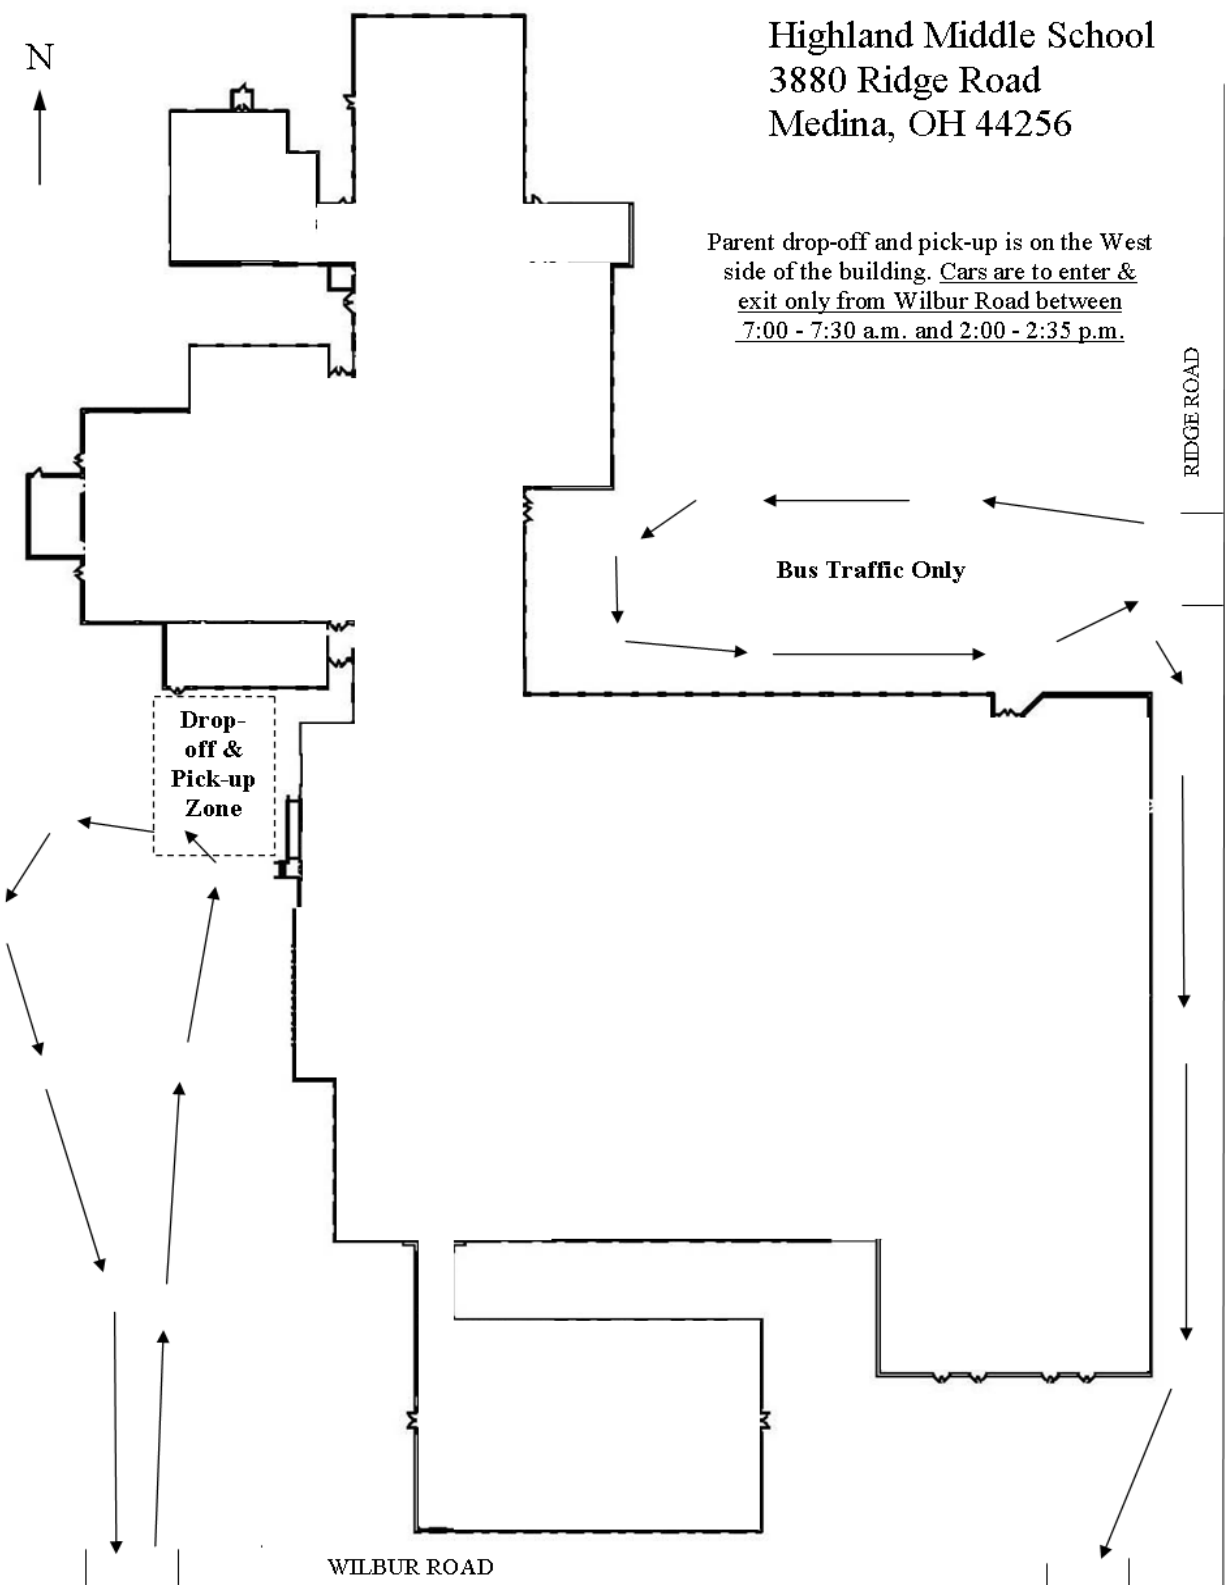 Highland Middle School
3880 Ridge Road
Medina, OH 44256
N
Parent drop-off and pick-up is on the West
side of the building. Cars are to enter &
exit only from Wilbur Road between
7:00 - 7:30 a.m. and 2:00 - 2:35 p.m.
RIDGE ROAD
Bus Traffic Only
Drop-
off &
Pick-up
Zone
WILBUR ROAD